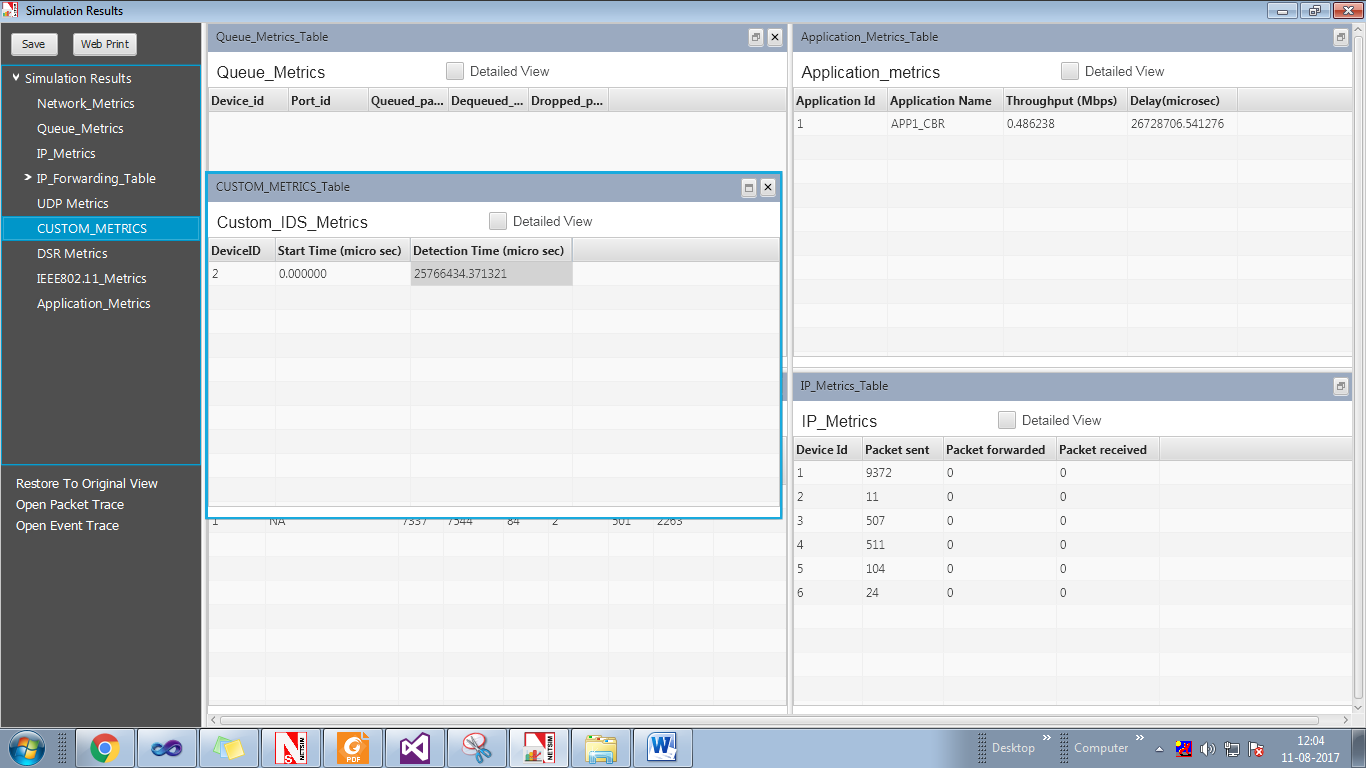 Simulation Results
Save
Web Print
Simulation Results
Network_Metrics
Queue_Metrics
IP_Metrics
IP_Forwarding_Table
UDP Metrics
CUSTOM_METRICS
DSR Metrics
IEEE802.11_Metrics
Application_Metrics
Restore To Original View
Open Packet Trace
Open Event Trace
Queue_Metrics_Table
Queue_Metrics Detailed View
Device_id Port_id Queued_pa... Dequeued_... Dropped_p...
CUSTOM_METRICS_Table
Custom_IDS_Metrics Detailed View
DeviceID Start Time (micro sec) Detection Time (micro sec)
2 0.000000 25766434.371321
1 NA 7337 7544 84 2 501 2263
Application_Metrics_Table
Application_metrics Detailed View
Application Id Application Name Throughput (Mbps) Delay(microsec)
1 APP1_CBR 0.486238 26728706.541276
IP_Metrics_Table
IP_Metrics Detailed View
Device Id Packet sent Packet forwarded Packet received
1 9372 0 0
2 11 0 0
3 507 0 0
4 511 0 0
5 104 0 0
6 24 0 0
NETSIM
PDF
NETSIM
Desktop
Computer
12:04
11-08-2017